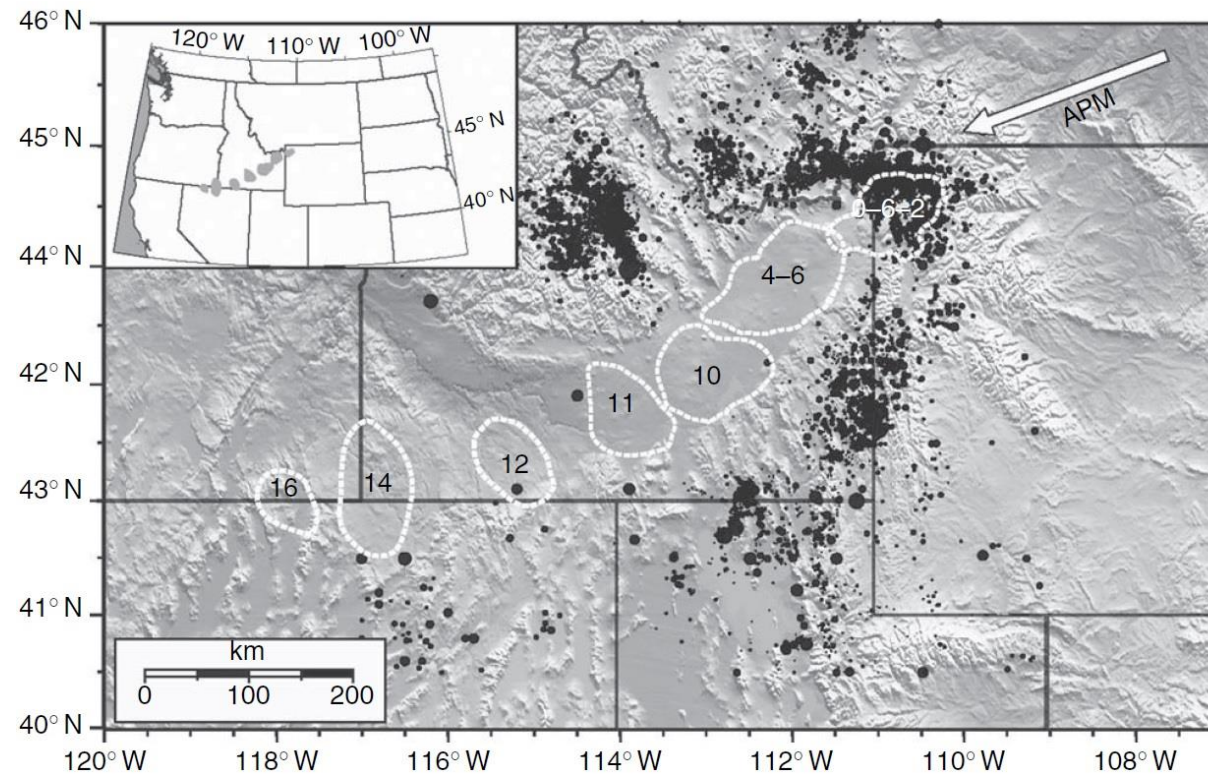 46° N
45° N
44° N
42° N
43° N
41° N
40° N
120° W
110° W
100° W
45° N
40° N
APM
0–6–2
4–6
10
11
12
14
16
km
0
100
200
120° W
118° W
116° W
114° W
112° W
110° W
108° W